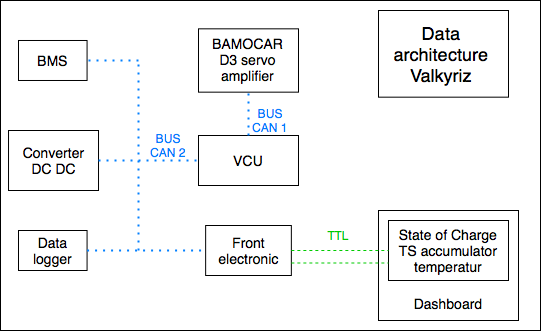 BAMOCAR
D3 servo
amplifier
Data
architecture
Valkyriz
BMS
BUS
CAN 1
BUS
CAN 2
Converter
DC DC
VCU
Data
logger
Front
electronic
TTL
State of Charge
TS accumulator
temperatur
Dashboard